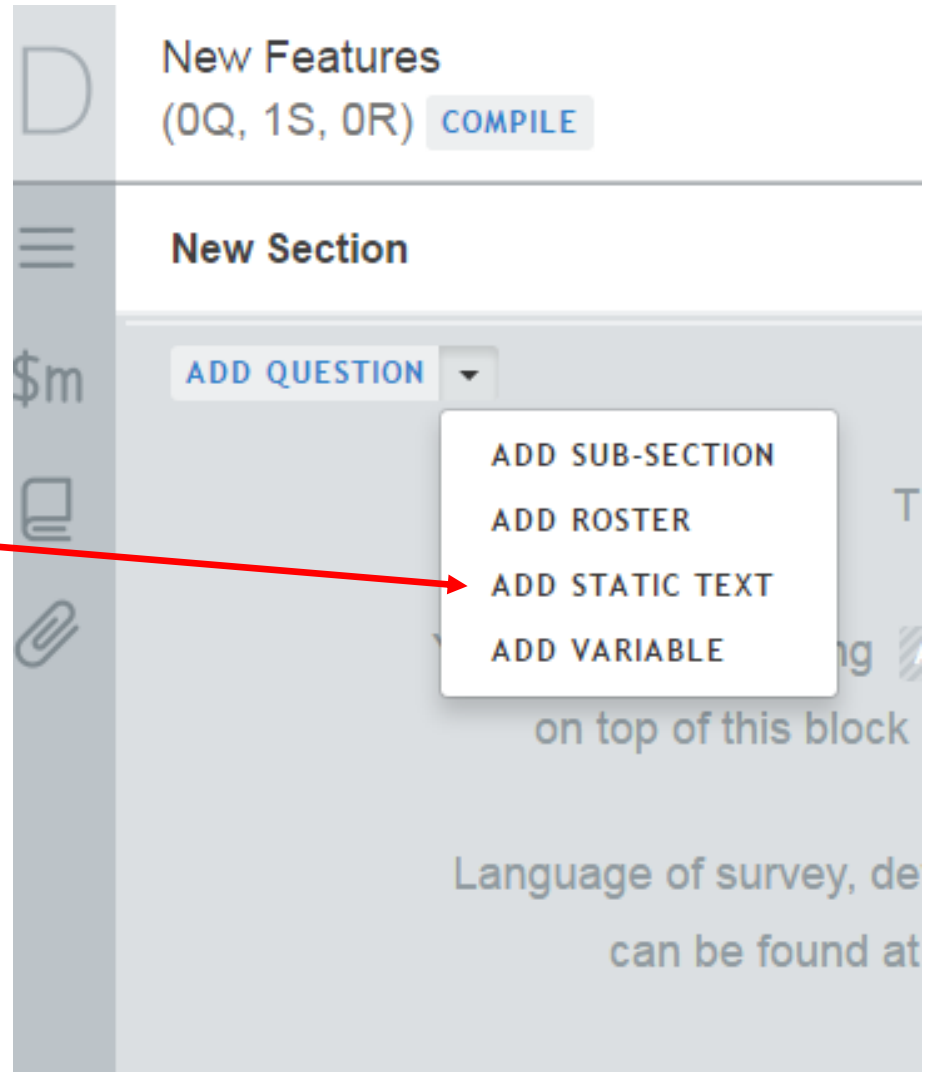 D
New Features
(0Q, 1S, 0R) COMPILE
New Section
$m
ADD QUESTION
ADD SUB-SECTION
ADD ROSTER
T
ADD STATIC TEXT
ADD VARIABLE
on top of this block
Language of survey, de
can be found at